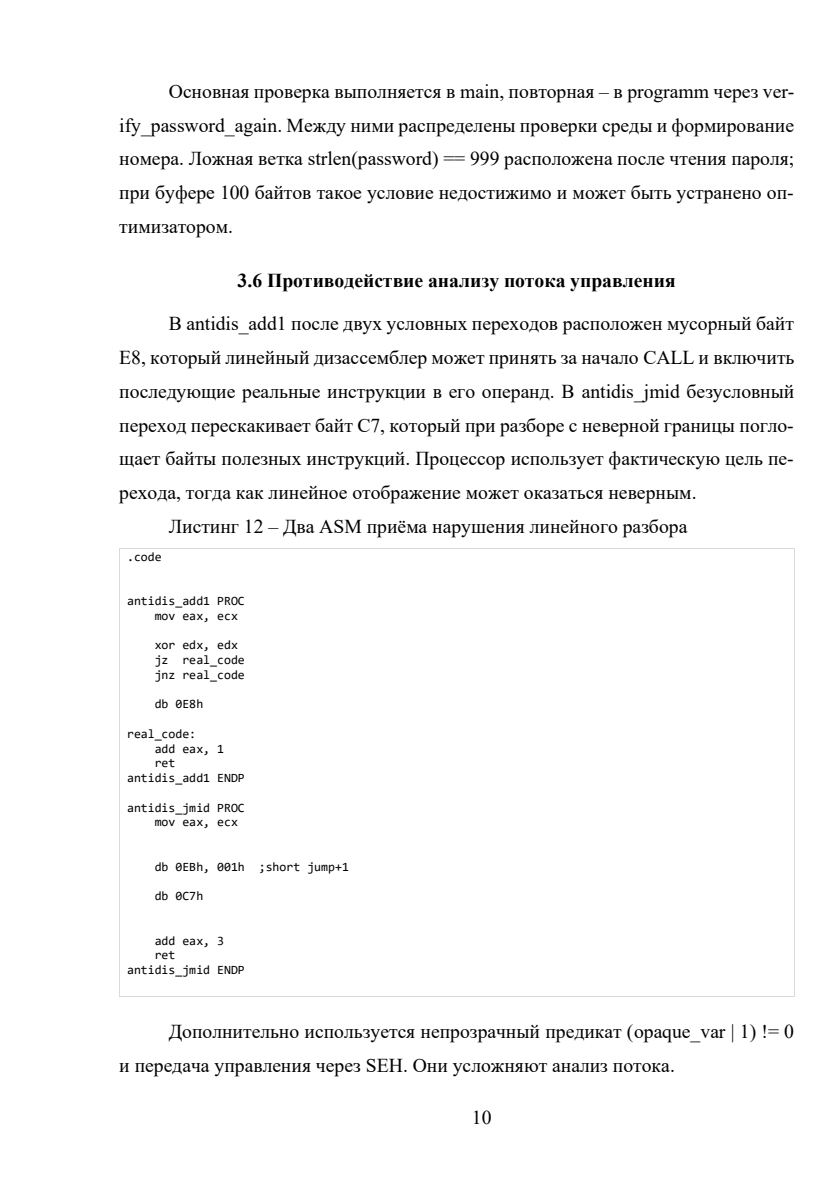 Основная проверка выполняется в main, повторная – в programm через ver-
ify_password_again. Между ними распределены проверки среды и формирование
номера. Ложная ветка strlen(password) == 999 расположена после чтения пароля;
при буфере 100 байтов такое условие недостижимо и может быть устранено оп-
тимизатором.
3.6 Противодействие анализу потока управления
В antidis_add1 после двух условных переходов расположен мусорный байт
E8, который линейный дизассемблер может принять за начало CALL и включить
последующие реальные инструкции в его операнд. В antidis_jmid безусловный
переход перескакивает байт C7, который при разборе с неверной границы погло-
щает байты полезных инструкций. Процессор использует фактическую цель пе-
рехода, тогда как линейное отображение может оказаться неверным.
Листинг 12 – Два ASM приёма нарушения линейного разбора
.code
antidis_add1 PROC
mov eax, ecx
xor edx, edx
jz  real_code
jnz real_code
db 0E8h
real_code:
add eax, 1
ret
antidis_add1 ENDP
antidis_jmid PROC
mov eax, ecx
db 0EBh, 001h  ;short jump+1
db 0C7h
add eax, 3
ret
antidis_jmid ENDP
Дополнительно используется непрозрачный предикат (opaque_var | 1) != 0
и передача управления через SEH. Они усложняют анализ потока.
10